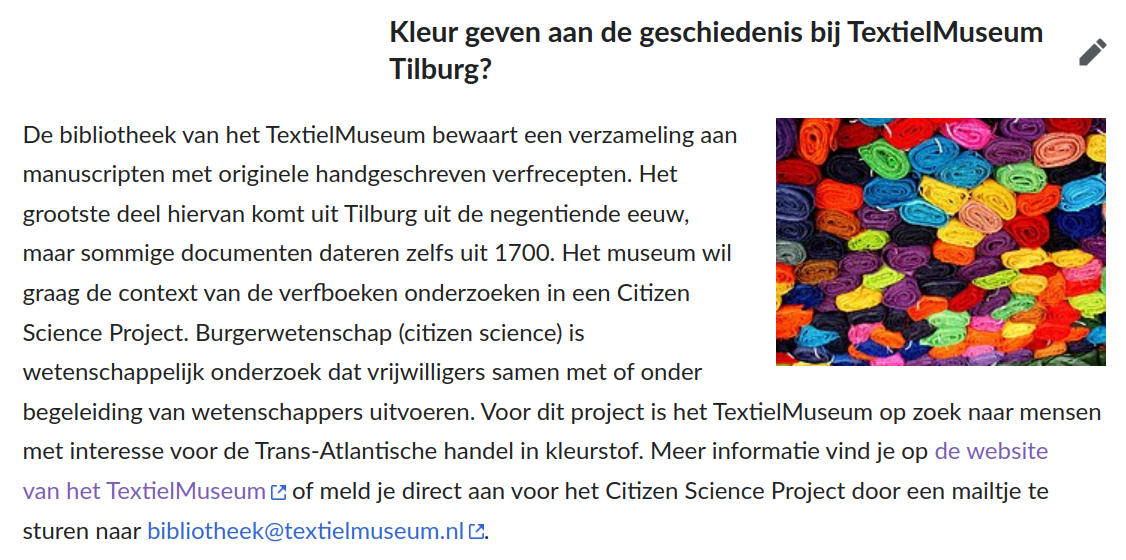 Kleur geven aan de geschiedenis bij TextielMuseum
Tilburg?
De bibliotheek van het TextielMuseum bewaart een verzameling aan
manuscripten met originele handgeschreven verfrecepten. Het
grootste deel hiervan komt uit Tilburg uit de negentiende eeuw,
maar sommige documenten dateren zelfs uit 1700. Het museum wil
graag de context van de verfboeken onderzoeken in een Citizen
Science Project. Burgerwetenschap (citizen science) is
wetenschappelijk onderzoek dat vrijwilligers samen met of onder
begeleiding van wetenschappers uitvoeren. Voor dit project is het TextielMuseum op zoek naar mensen
met interesse voor de Trans-Atlantische handel in kleurstof. Meer informatie vind je op de website
van het TextielMuseum of meld je direct aan voor het Citizen Science Project door een mailtje te
sturen naar bibliotheek@textielmuseum.nl.